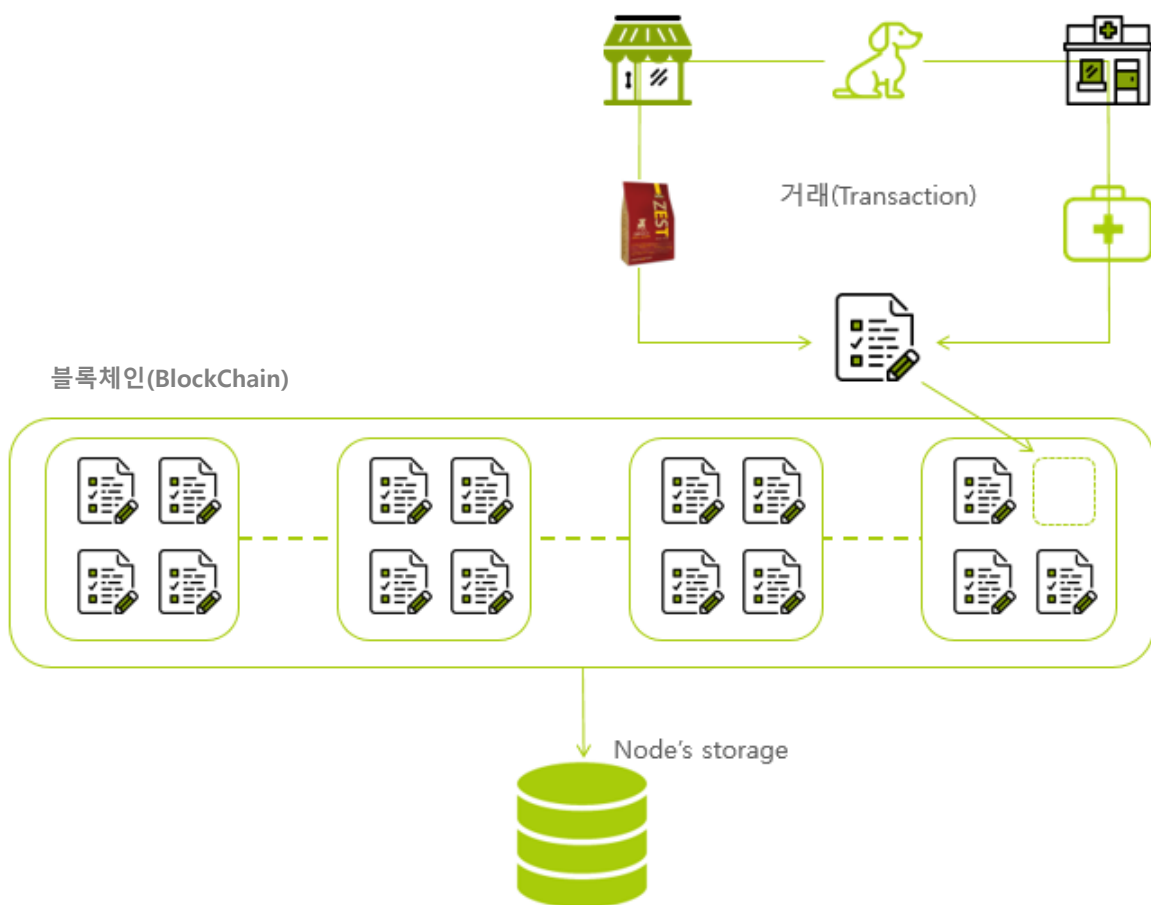 ZEST
거래(Transaction)
블록체인(BlockChain)
Node's storage